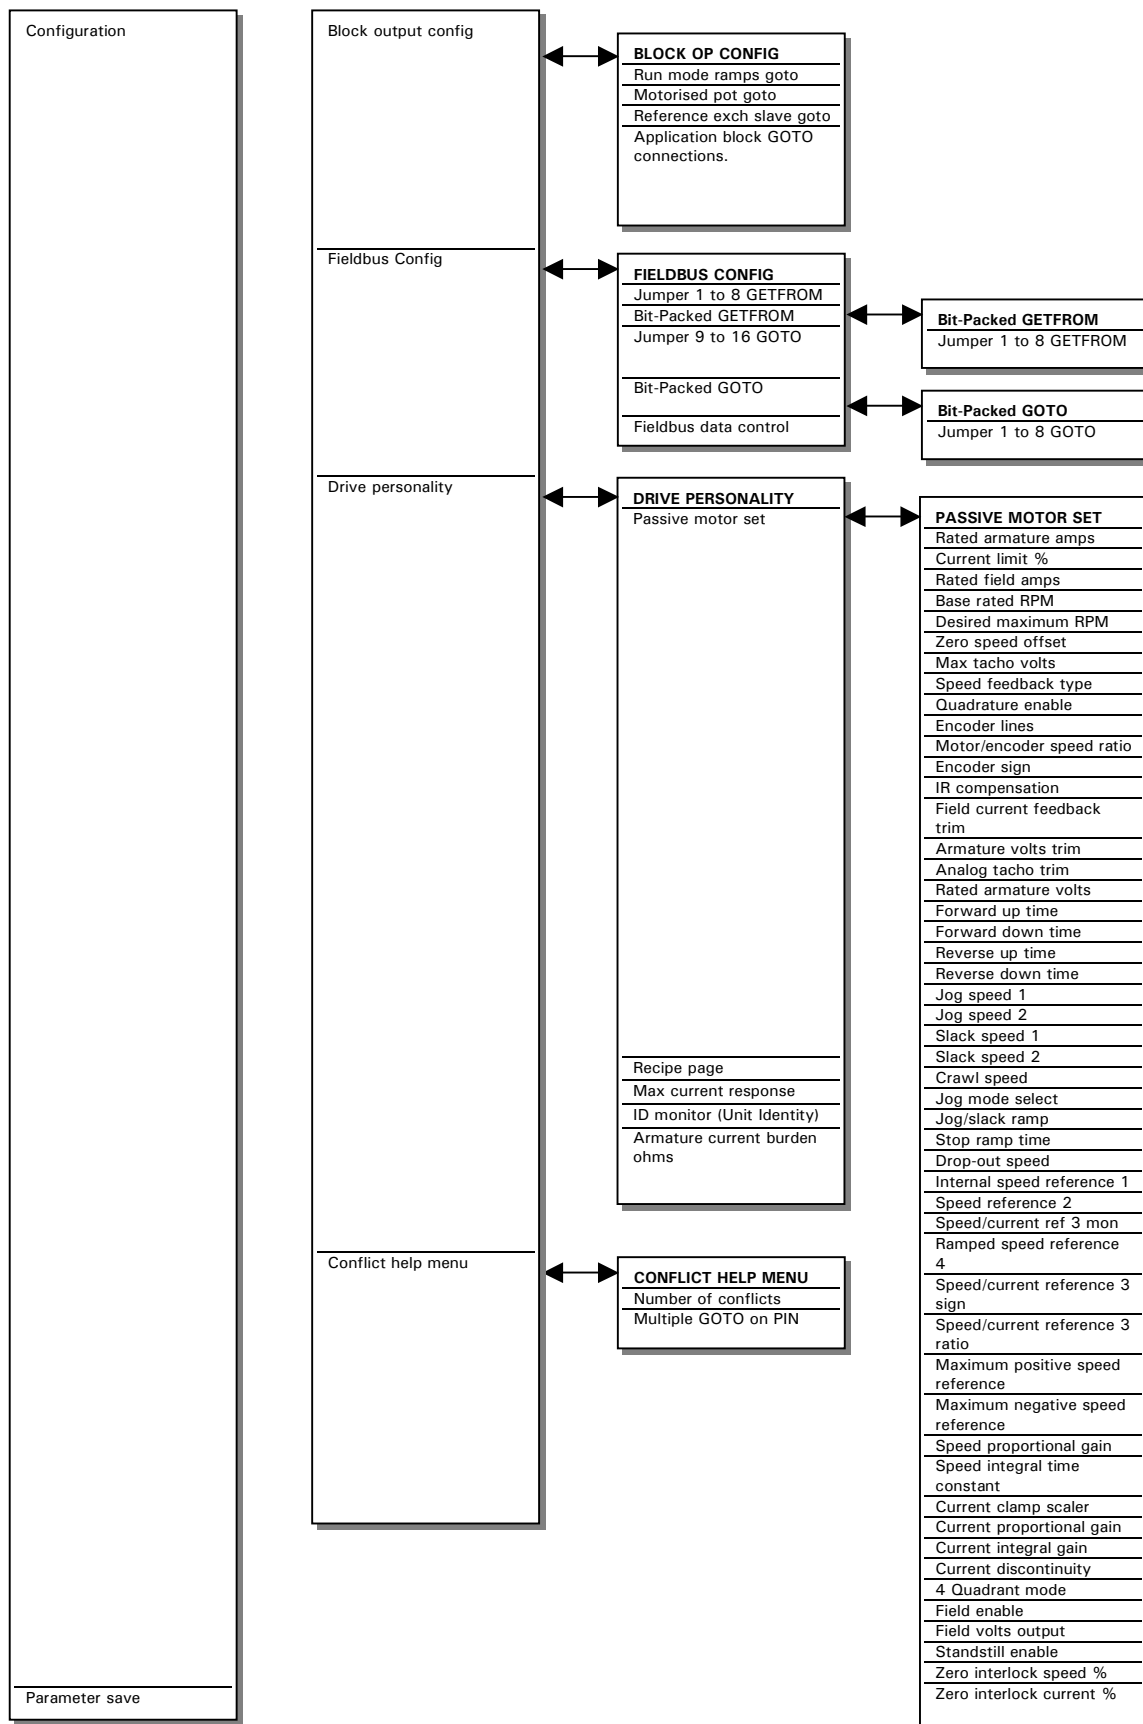 Configuration
Parameter save
Block output config
Fieldbus Config
Drive personality
Conflict help menu
BLOCK OP CONFIG
Run mode ramps goto
Motorised pot goto
Reference exch slave goto
Application block GOTO
connections.
FIELDBUS CONFIG
Jumper 1 to 8 GETFROM
Bit-Packed GETFROM
Jumper 9 to 16 GOTO
Bit-Packed GOTO
Fieldbus data control
Bit-Packed GETFROM
Jumper 1 to 8 GETFROM
Bit-Packed GOTO
Jumper 1 to 8 GOTO
DRIVE PERSONALITY
Passive motor set
Recipe page
Max current response
ID monitor (Unit Identity)
Armature current burden
ohms
CONFLICT HELP MENU
Number of conflicts
Multiple GOTO on PIN
PASSIVE MOTOR SET
Rated armature amps
Current limit %
Rated field amps
Base rated RPM
Desired maximum RPM
Zero speed offset
Max tacho volts
Speed feedback type
Quadrature enable
Encoder lines
Motor/encoder speed ratio
Encoder sign
IR compensation
Field current feedback
trim
Armature volts trim
Analog tacho trim
Rated armature volts
Forward up time
Forward down time
Reverse up time
Reverse down time
Jog speed 1
Jog speed 2
Slack speed 1
Slack speed 2
Crawl speed
Jog mode select
Jog/slack ramp
Stop ramp time
Drop-out speed
Internal speed reference 1
Speed reference 2
Speed/current ref 3 mon
Ramped speed reference
4
Speed/current reference 3
sign
Speed/current reference 3
ratio
Maximum positive speed
reference
Maximum negative speed
reference
Speed proportional gain
Speed integral time
constant
Current clamp scaler
Current proportional gain
Current integral gain
Current discontinuity
4 Quadrant mode
Field enable
Field volts output
Standstill enable
Zero interlock speed %
Zero interlock current %